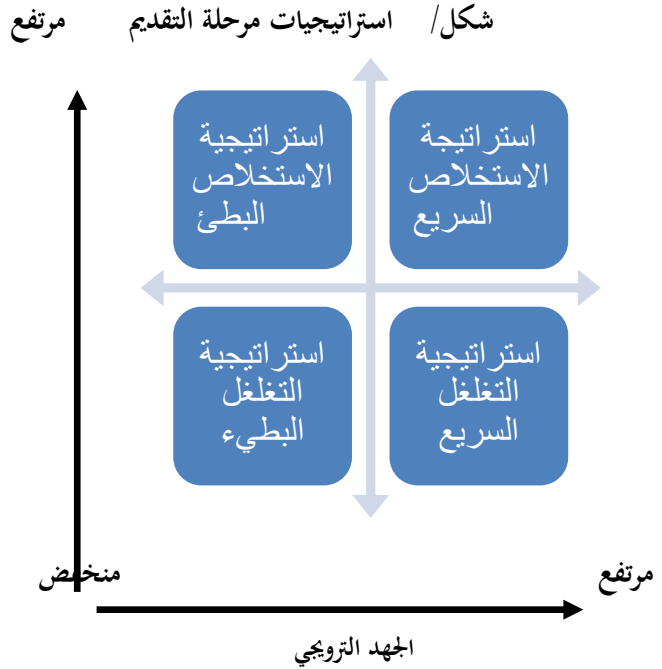 شكل/ استراتيجيات مرحلة التقديم
مرتفع
استراتيجة
الاستخلاص
السريع
استراتيجية
الاستخلاص
البطئ
استراتيجية
التغلغل
السريع
استراتيجية
التغلغل
البطيء
مرتفع
منخفض
الجهد الترويجي